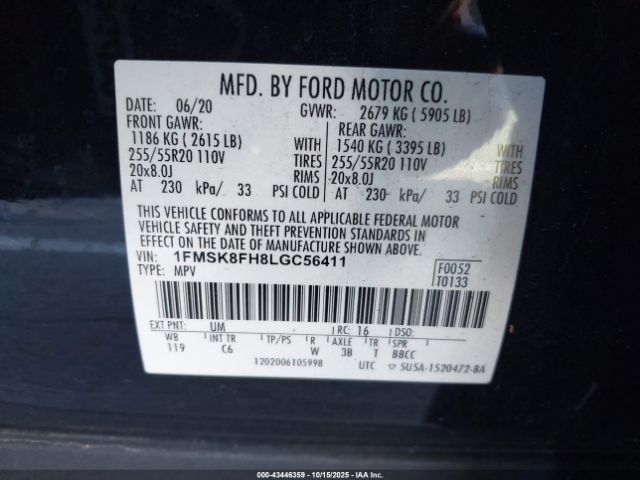 MFD. BY FORD MOTOR CO.
DATE: 06/20 GVWR: 2679 KG ( 5905 LB)
FRONT GAWR: REAR GAWR:
1186 KG ( 2615 LB) WITH 1540 KG ( 3395 LB) WITH
255/55R20 110V TIRES 255/55R20 110V TIRES
20x8.0J RIMS 20x8.0J RIMS
AT 230 kPa/ 33 PSI COLD AT 230 kPa/ 33 PSI COLD
THIS VEHICLE CONFORMS TO ALL APPLICABLE FEDERAL MOTOR
VEHICLE SAFETY AND THEFT PREVENTION STANDARDS IN
EFFECT ON THE DATE OF MANUFACTURE SHOWN ABOVE.
VIN: 1FMSK8FH8LGC56411 F0052
TYPE: MPV T0133
EXT PNT: UM RC: 16 DSO:
WB INT TR TP/PS R AXLE TR SPR
119 C6 W 3B T BBCC
1202006105998 UTC 5U5A-1520472-BA
000-43446359 - 10/15/2025 - IAAI.COM